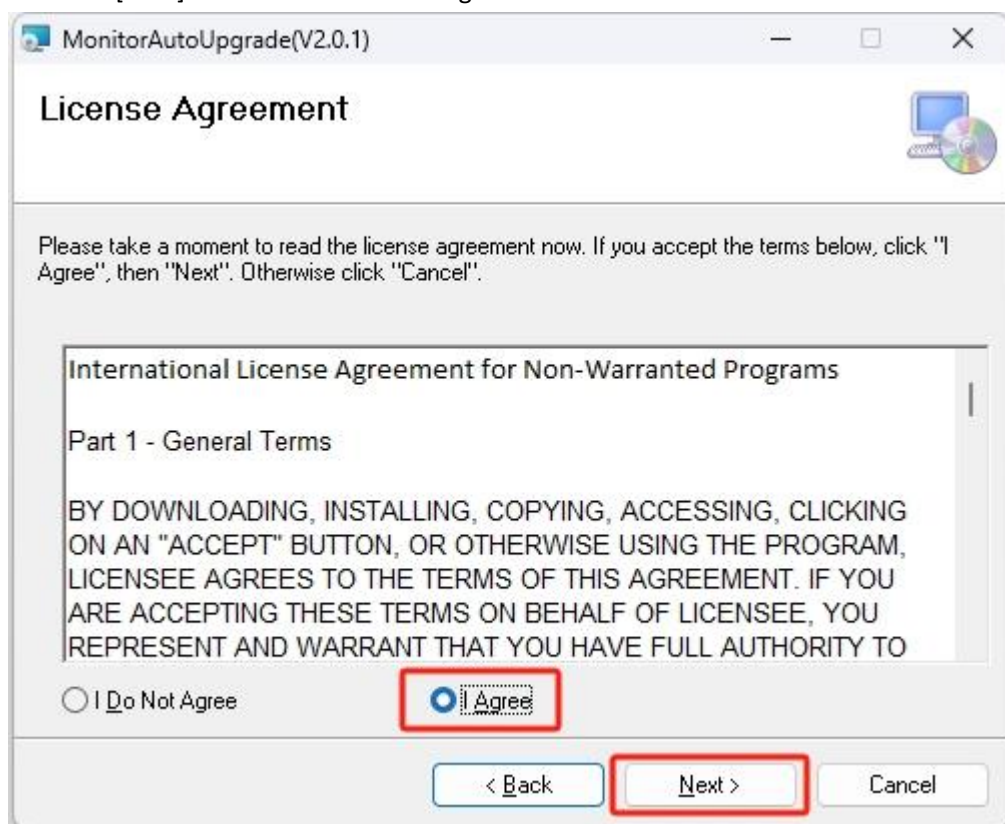 MonitorAutoUpgrade(V2.0.1)
License Agreement
Please take a moment to read the license agreement now. If you accept the terms below, click "I
Agree", then "Next". Otherwise click "Cancel".
International License Agreement for Non-Warranted Programs
Part 1 - General Terms
BY DOWNLOADING, INSTALLING, COPYING, ACCESSING, CLICKING
ON AN "ACCEPT" BUTTON, OR OTHERWISE USING THE PROGRAM,
LICENSEE AGREES TO THE TERMS OF THIS AGREEMENT. IF YOU
ARE ACCEPTING THESE TERMS ON BEHALF OF LICENSEE, YOU
REPRESENT AND WARRANT THAT YOU HAVE FULL AUTHORITY TO
I Do Not Agree
I Agree
< Back
Next >
Cancel